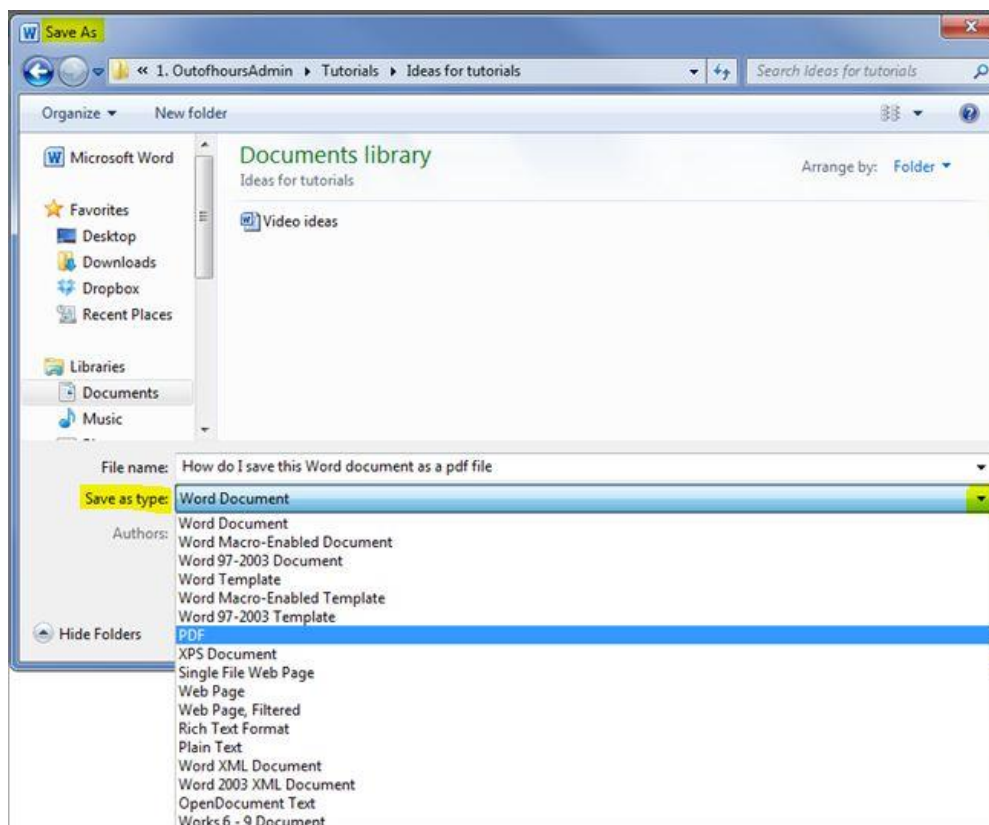 Save As
« 1. OutofhoursAdmin ▸ Tutorials ▸ Ideas for tutorials
Search Ideas for tutorials
Organize New folder
Microsoft Word
Favorites
Desktop
Downloads
Dropbox
Recent Places
Libraries
Documents
Music
Documents library
Ideas for tutorials
Arrange by: Folder
Video ideas
File name: How do I save this Word document as a pdf file
Save as type: Word Document
Authors:
Hide Folders
Word Document
Word Macro-Enabled Document
Word 97-2003 Document
Word Template
Word Macro-Enabled Template
Word 97-2003 Template
PDF
XPS Document
Single File Web Page
Web Page
Web Page, Filtered
Rich Text Format
Plain Text
Word XML Document
Word 2003 XML Document
OpenDocument Text
Works 6 - 9 Document